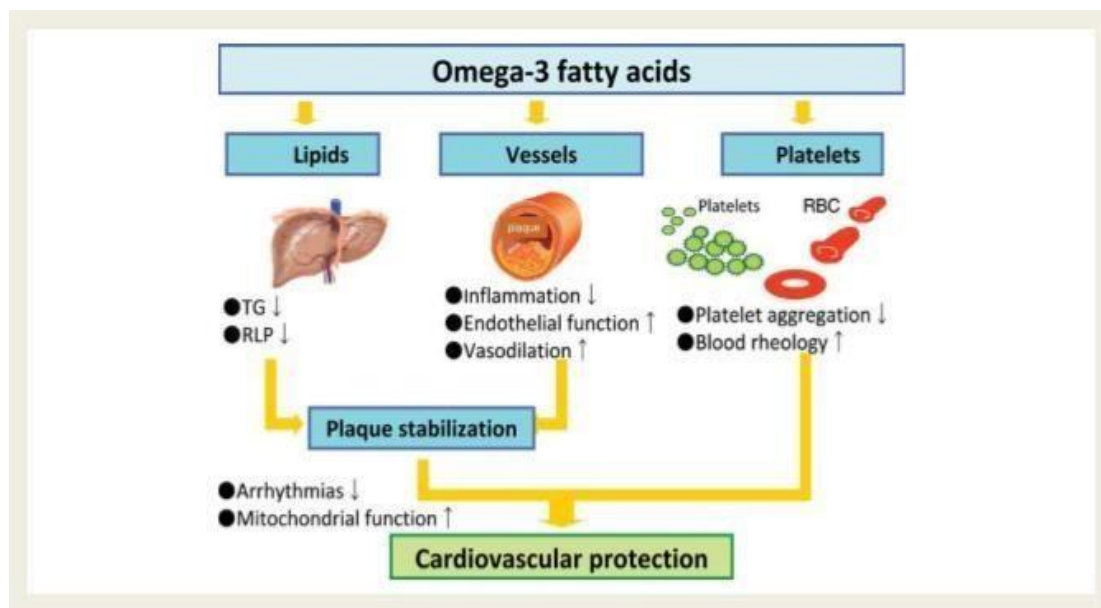 Omega-3 fatty acids
Lipids
Vessels
Platelets
plaque
Platelets
RBC
●TG ↓
●RLP ↓
●Inflammation ↓
●Endothelial function ↑
●Vasodilation ↑
●Platelet aggregation ↓
●Blood rheology ↑
Plaque stabilization
●Arrhythmias ↓
●Mitochondrial function ↑
Cardiovascular protection